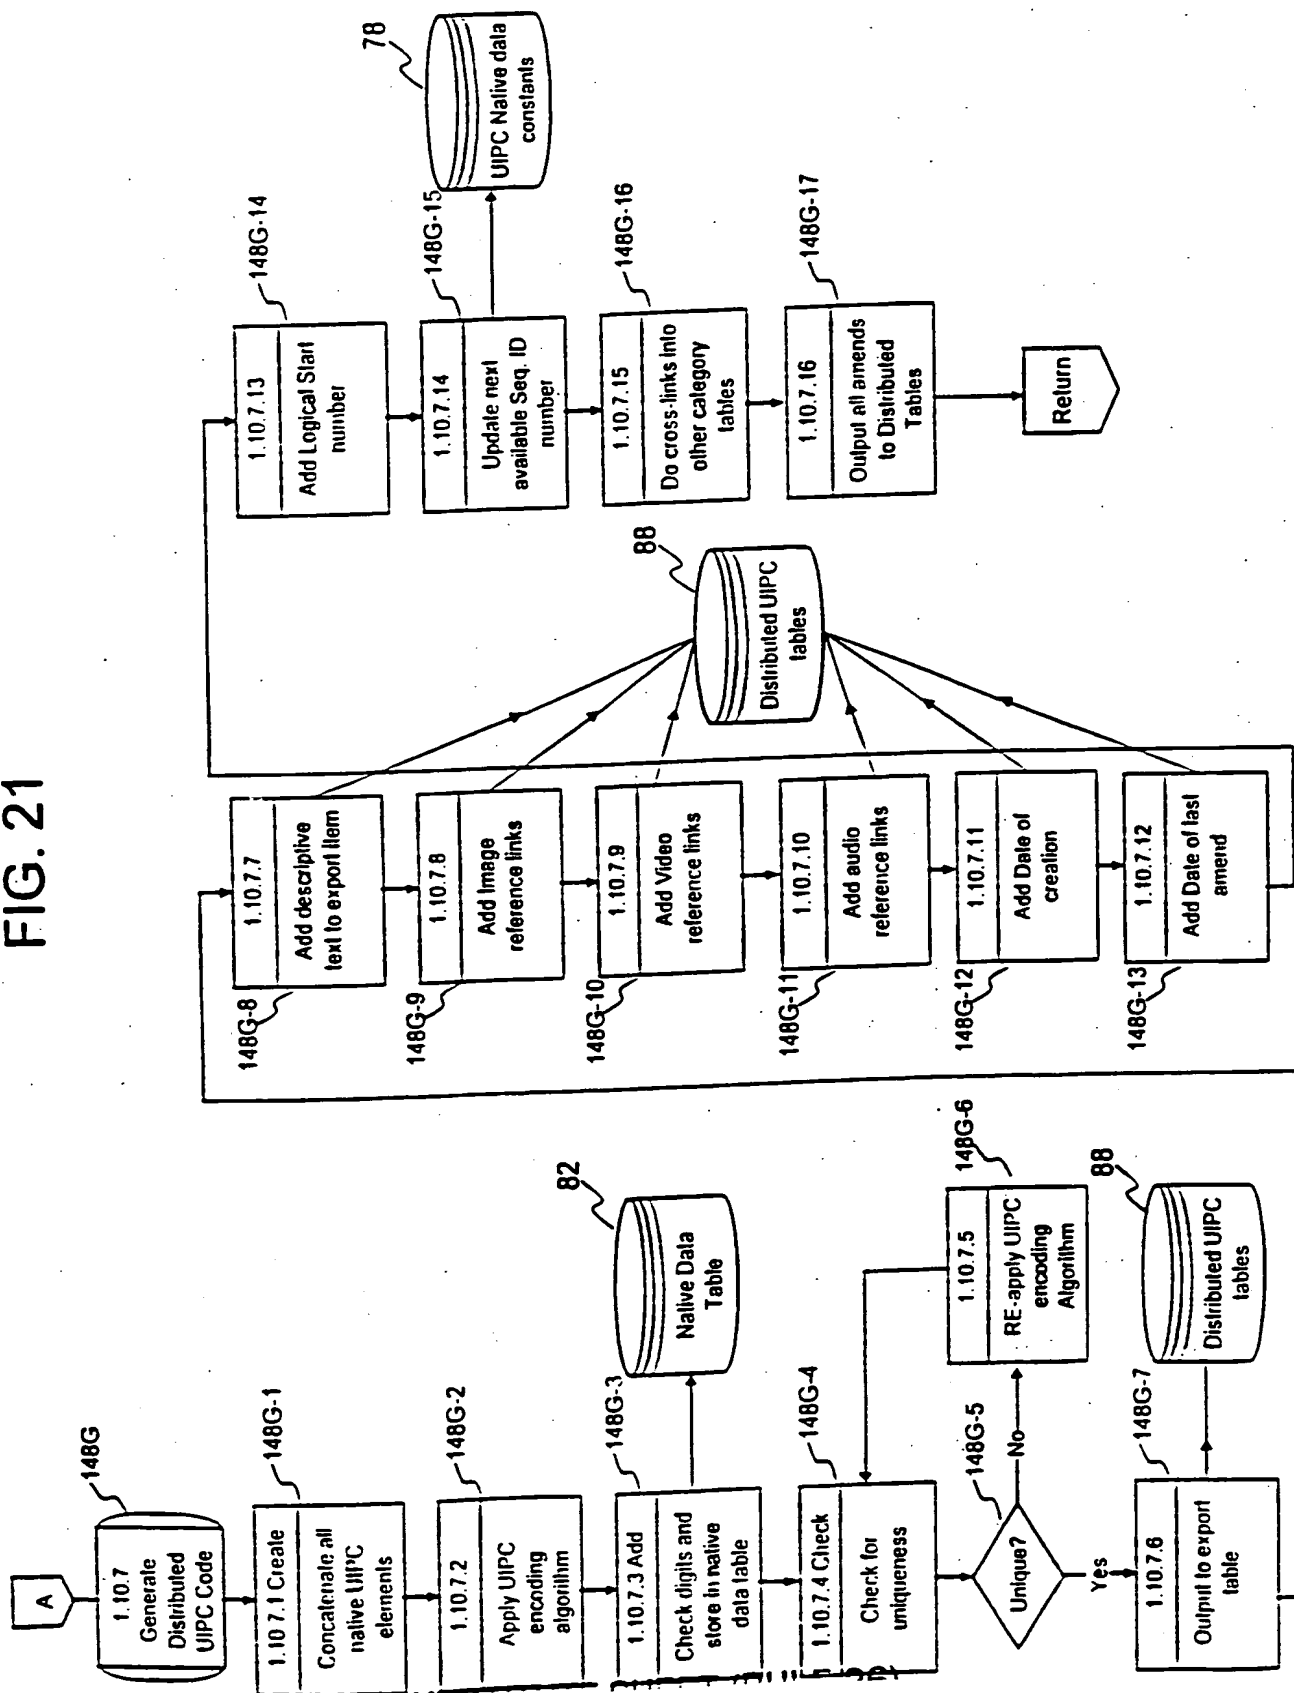 FIG. 21
A
148G
1.10.7
Generate
Distributed
UIPC Code
148G-1
1.10 7.1 Create
Concatenate all
native UIPC
elements
148G-2
1.10.7.2
Apply UIPC
encoding
algorithm
148G-3
1.10.7.3 Add
Check digits and
store in native
data table
82
Native Data
Table
148G-4
1.10.7.4 Check
Check for
uniqueness
148G-5
Unique?
No
Yes
148G-6
1.10.7.5
RE-apply UIPC
encoding
Algorithm
148G-7
1.10.7.6
Output to export
table
88
Distributed UIPC
tables
148G-8
1.10.7.7
Add descriptive
text to export item
148G-9
1.10.7.8
Add Image
reference links
148G-10
1.10.7.9
Add Video
reference links
148G-11
1.10.7.10
Add audio
reference links
148G-12
1.10.7.11
Add Date of
creation
148G-13
1.10.7.12
Add Date of last
amend
88
Distributed UIPC
tables
148G-14
1.10.7.13
Add Logical Start
number
148G-15
1.10.7.14
Update next
available Seq. ID
number
78
UIPC Native data
constants
148G-16
1.10.7.15
Do cross-links into
other category
tables
148G-17
1.10.7.16
Output all amends
to Distributed
Tables
Return